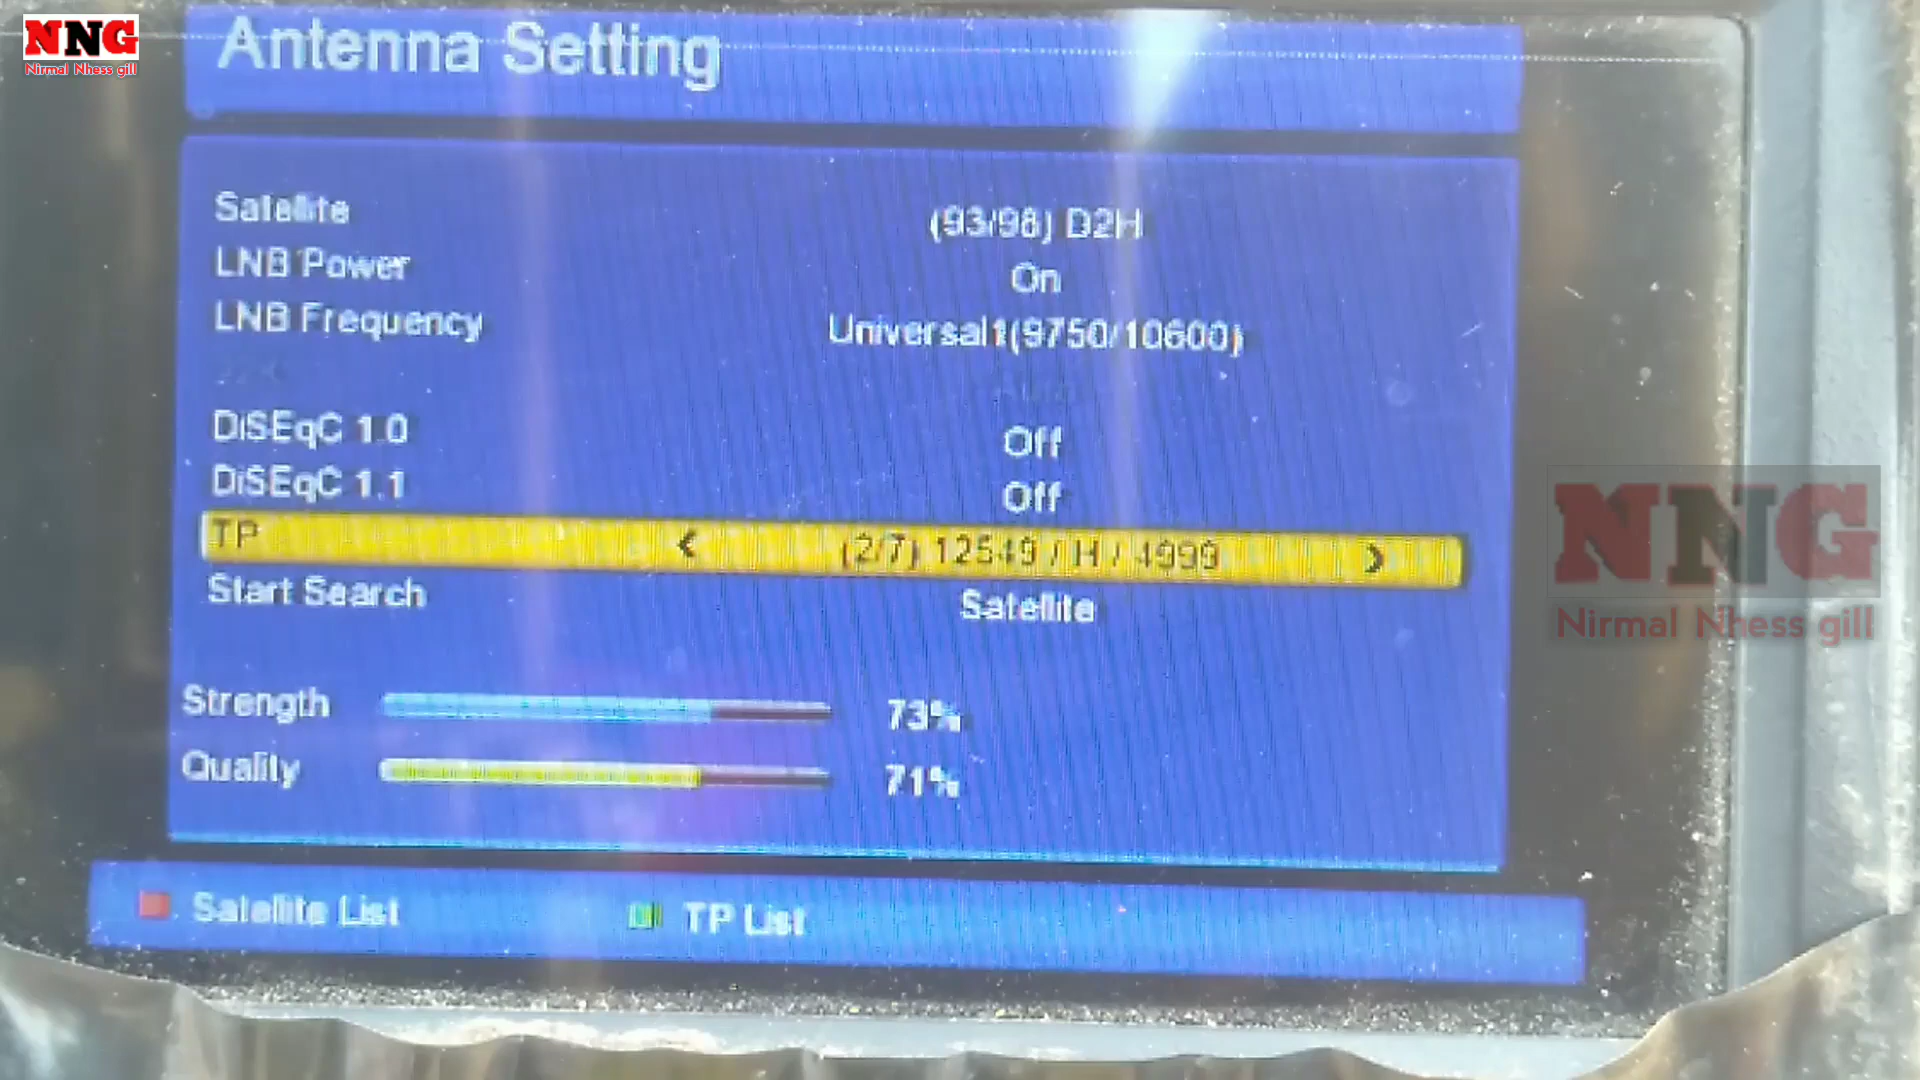 NNG
Nirmal Nhess gill
Antenna Setting
Satellite (93/98) D2H
LNB Power On
LNB Frequency Universal1(9750/10600)
22K Auto
DiSEqC 1.0 Off
DiSEqC 1.1 Off
TP (2/7) 12549 / H / 4999
Start Search Satellite
NNG
Nirmal Nhess gill
Strength 73%
Quality 71%
Satellite List TP List